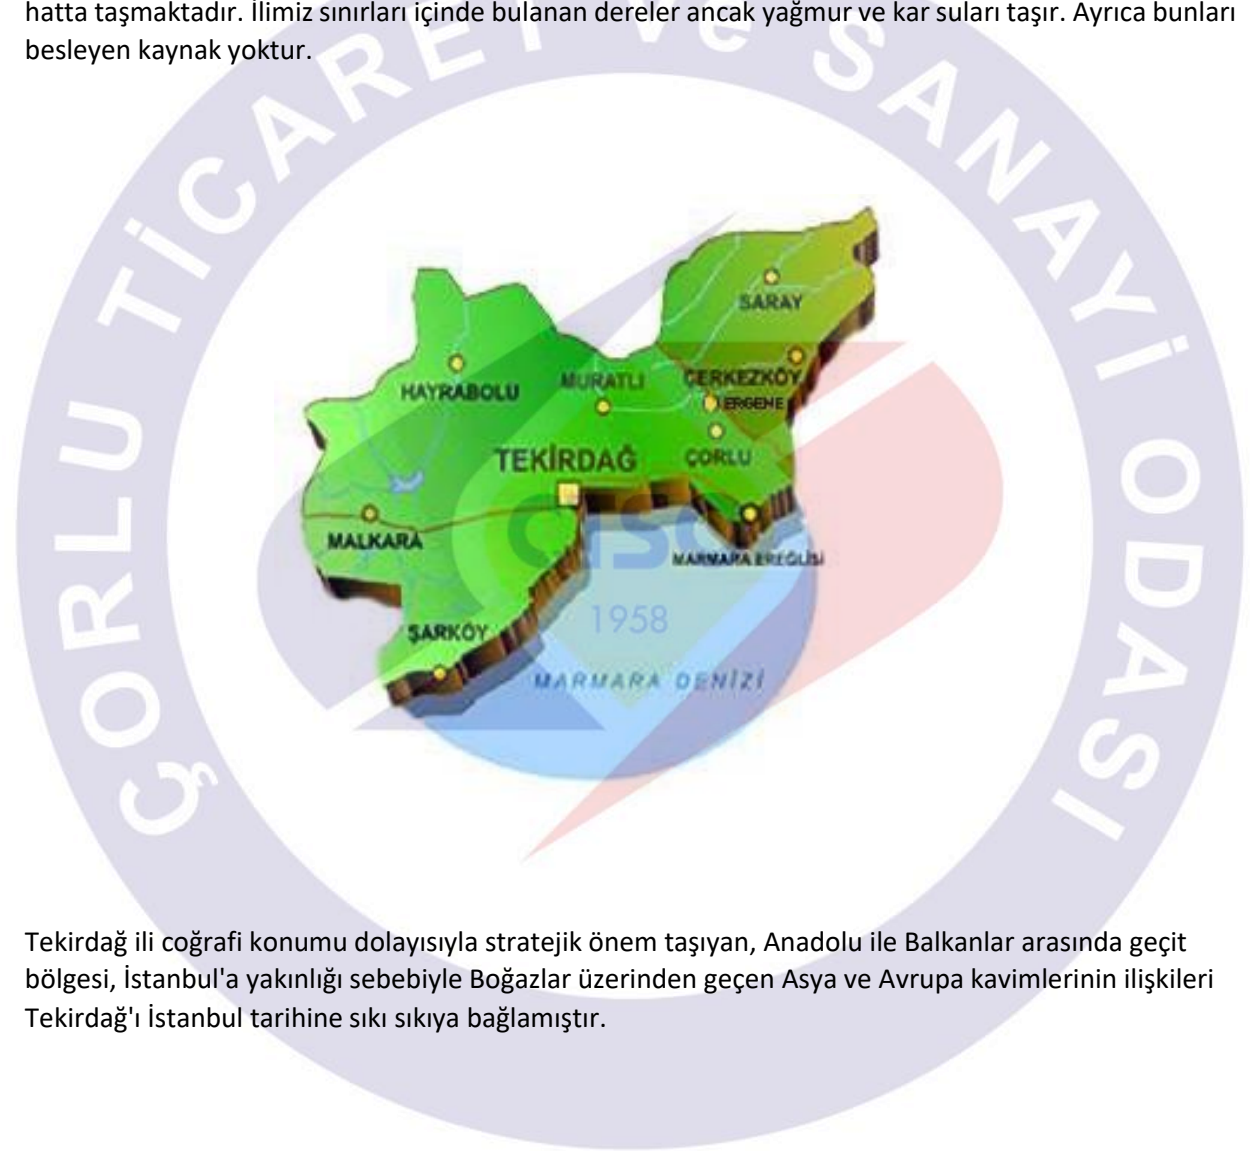 hatta taşmaktadır. İlimiz sınırları içinde bulanan dereler ancak yağmur ve kar suları taşır. Ayrıca bunları
besleyen kaynak yoktur.
ÇORLU TİCARET ve SANAYİ ODASI
SARAY
HAYRABOLU
MURATLI
ÇERKEZKÖY
ERGENE
TEKİRDAĞ
ÇORLU
MALKARA
MARMARA EREĞLİSİ
ŞARKÖY
1958
MARMARA DENİZİ
Tekirdağ ili coğrafi konumu dolayısıyla stratejik önem taşıyan, Anadolu ile Balkanlar arasında geçit
bölgesi, İstanbul'a yakınlığı sebebiyle Boğazlar üzerinden geçen Asya ve Avrupa kavimlerinin ilişkileri
Tekirdağ'ı İstanbul tarihine sıkı sıkıya bağlamıştır.